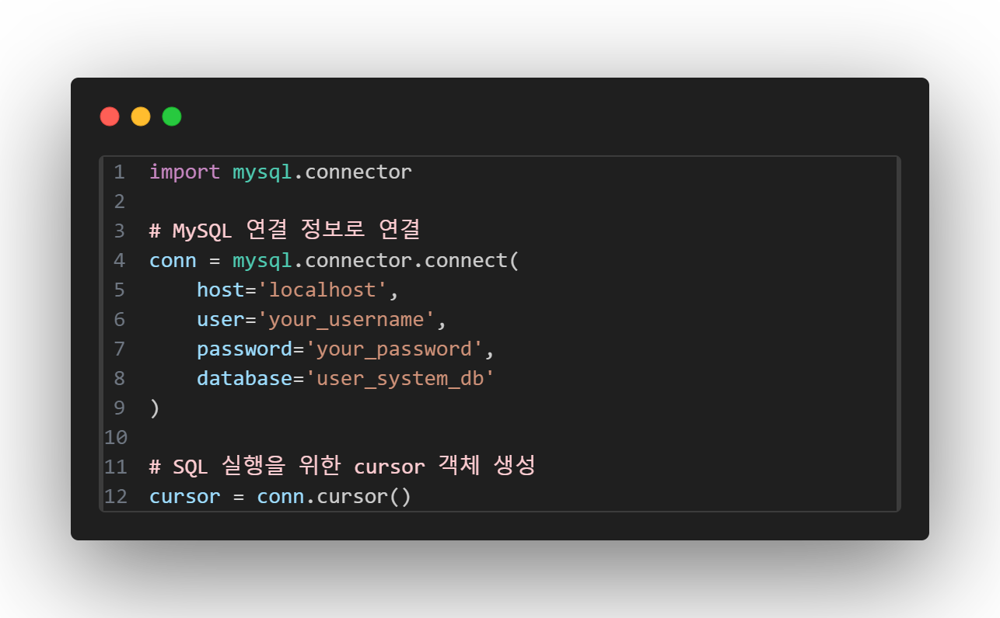 1 import mysql.connector
2
3 # MySQL 연결 정보로 연결
4 conn = mysql.connector.connect(
5     host='localhost',
6     user='your_username',
7     password='your_password',
8     database='user_system_db'
9 )
10
11 # SQL 실행을 위한 cursor 객체 생성
12 cursor = conn.cursor()